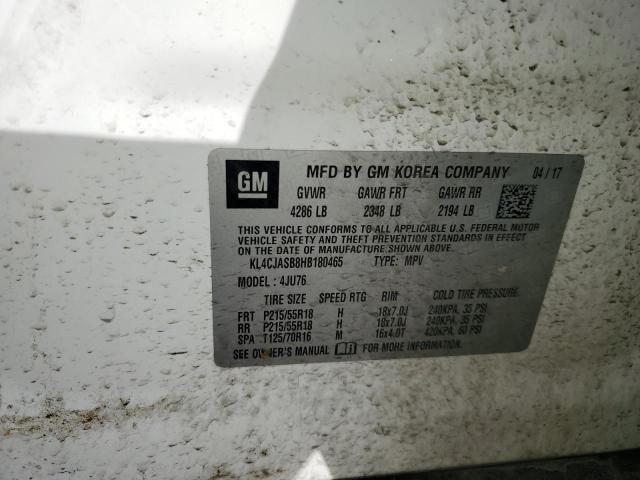 GM
MFD BY GM KOREA COMPANY 04/17
GVWR GAWR FRT GAWR RR
4286 LB 2348 LB 2194 LB
THIS VEHICLE CONFORMS TO ALL APPLICABLE U.S. FEDERAL MOTOR
VEHICLE SAFETY AND THEFT PREVENTION STANDARDS IN EFFECT
ON THE DATE OF MANUFACTURE SHOWN ABOVE.
KL4CJASB8HB180465 TYPE: MPV
MODEL: 4JU76
TIRE SIZE SPEED RTG RIM COLD TIRE PRESSURE
FRT P215/55R18 H 18x7.0J 240KPA, 35 PSI
RR P215/55R18 H 18x7.0J 240KPA, 35 PSI
SPA T125/70R16 M 16x4.0T 420KPA, 60 PSI
SEE OWNER'S MANUAL FOR MORE INFORMATION.